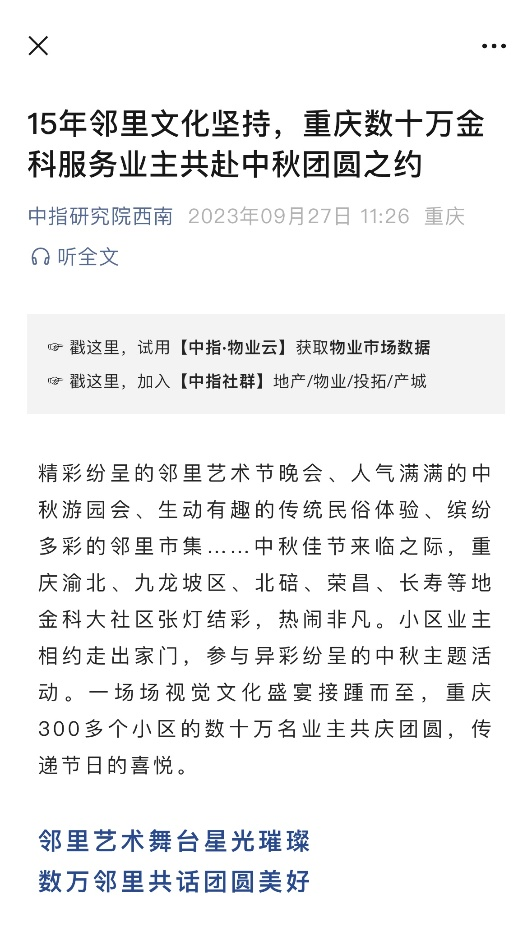 15年邻里文化坚持，重庆数十万金
科服务业主共赴中秋团圆之约
中指研究院西南 2023年09月27日 11:26 重庆
听全文
☞ 戳这里，试用【中指·物业云】获取物业市场数据
☞ 戳这里，加入【中指社群】地产/物业/投拓/产城
精彩纷呈的邻里艺术节晚会、人气满满的中
秋游园会、生动有趣的传统民俗体验、缤纷
多彩的邻里市集……中秋佳节来临之际，重
庆渝北、九龙坡区、北碚、荣昌、长寿等地
金科大社区张灯结彩，热闹非凡。小区业主
相约走出家门，参与异彩纷呈的中秋主题活
动。一场场视觉文化盛宴接踵而至，重庆
300多个小区的数十万名业主共庆团圆，传
递节日的喜悦。
邻里艺术舞台星光璀璨
数万邻里共话团圆美好